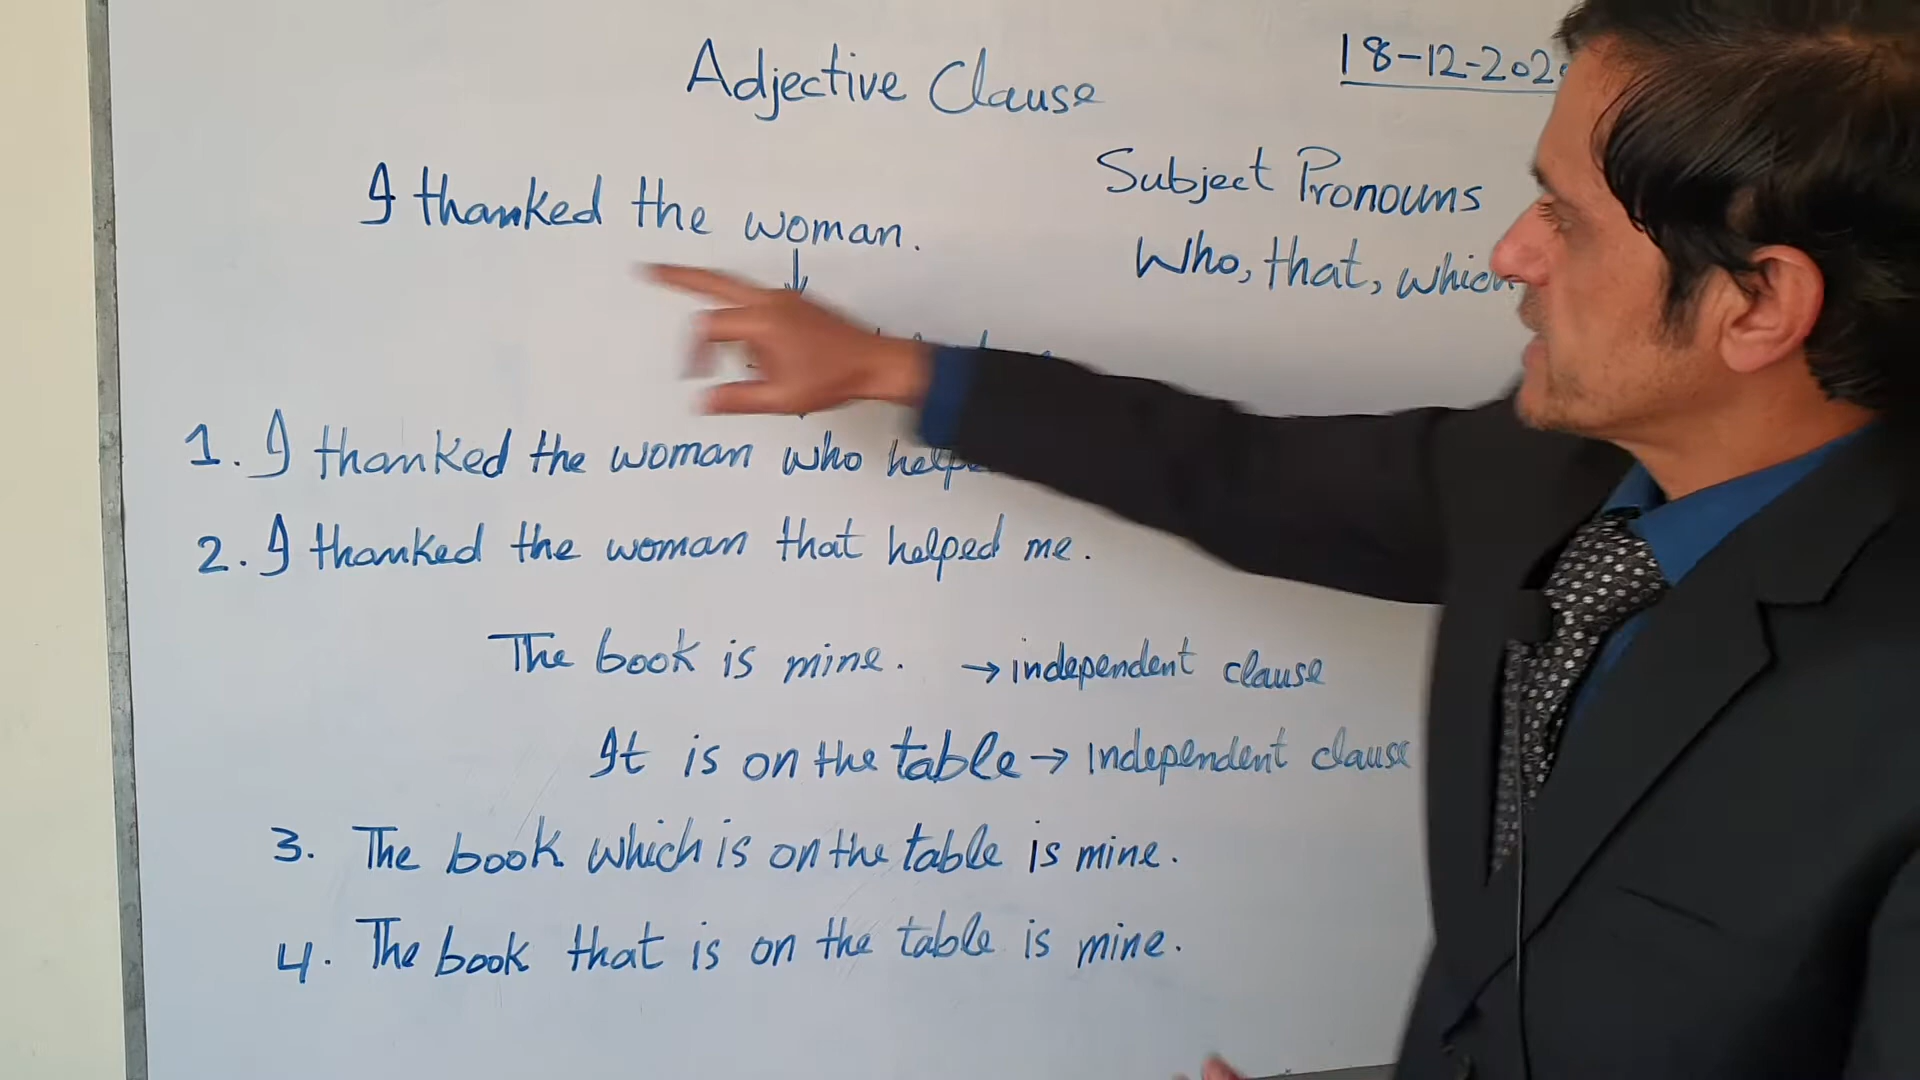 Adjective Clause
18-12-202
I thanked the woman.
Subject Pronouns
Who, that, which
1. I thanked the woman who
2. I thanked the woman that helped me.
The book is mine. → independent clause
It is on the table → independent clause
3. The book which is on the table is mine.
4. The book that is on the table is mine.